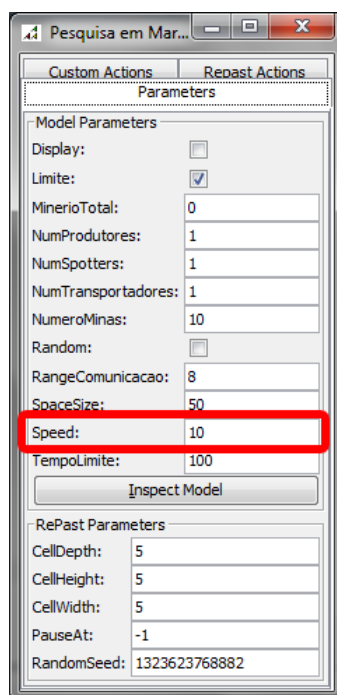 Pesquisa em Mar...
Custom Actions Repast Actions
Parameters
Model Parameters
Display:
Limite:
MinerioTotal: 0
NumProdutores: 1
NumSpotters: 1
NumTransportadores: 1
NumeroMinas: 10
Random:
RangeComunicacao: 8
SpaceSize: 50
Speed: 10
TempoLimite: 100
Inspect Model
RePast Parameters
CellDepth: 5
CellHeight: 5
CellWidth: 5
PauseAt: -1
RandomSeed: 1323623768882